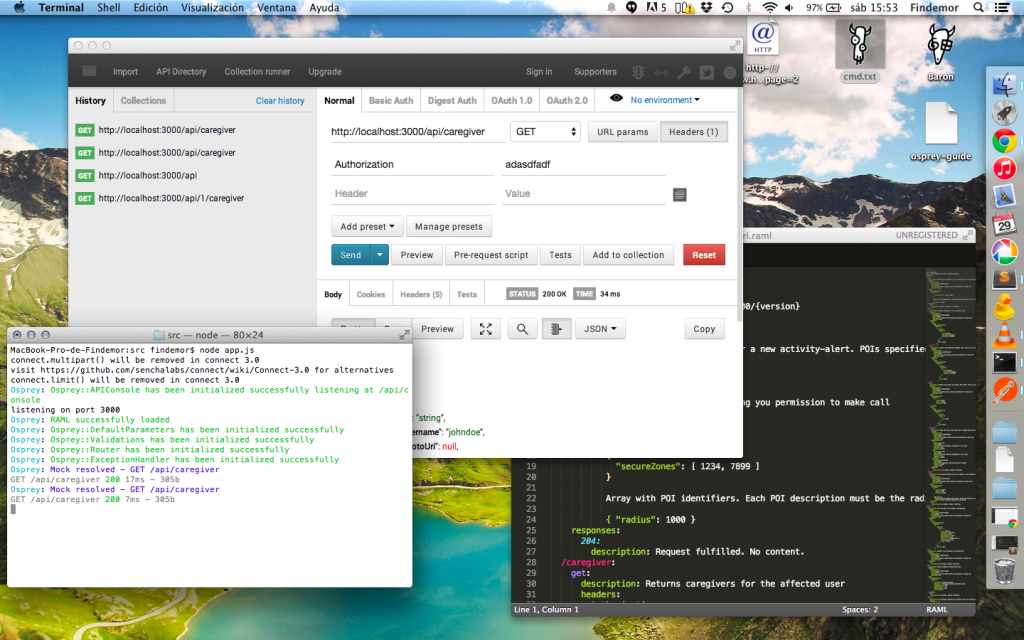 Terminal Shell Edición Visualización Ventana Ayuda
5 97% sáb 15:53 Findemor
HTTP
http-//
w.h...page-2
cmd.txt
Baron
osprey-guide
29
Import API Directory Collection runner Upgrade Sign in Supporters
History Collections Clear history
GET http://localhost:3000/api/caregiver
GET http://localhost:3000/api/caregiver
GET http://localhost:3000/api
GET http://localhost:3000/api/1/caregiver
Normal Basic Auth Digest Auth OAuth 1.0 OAuth 2.0 No environment
http://localhost:3000/api/caregiver GET URL params Headers (1)
Authorization adasdfadf
Header Value
Add preset Manage presets
Send Preview Pre-request script Tests Add to collection Reset
Body Cookies Headers (5) Tests STATUS 200 OK TIME 34 ms
Preview JSON Copy
: "string",
ername": "johndoe",
otoUri": null,
src — node — 80×24
MacBook-Pro-de-Findemor:src findemor$ node app.js
connect.multipart() will be removed in connect 3.0
visit https://github.com/senchalabs/connect/wiki/Connect-3.0 for alternatives
connect.limit() will be removed in connect 3.0
Osprey: Osprey::APIConsole has been initialized successfully listening at /api/c
onsole
listening on port 3000
Osprey: RAML successfully loaded
Osprey: Osprey::DefaultParameters has been initialized successfully
Osprey: Osprey::Validations has been initialized successfully
Osprey: Osprey::Router has been initialized successfully
Osprey: Osprey::ExceptionHandler has been initialized successfully
Osprey: Mock resolved - GET /api/caregiver
GET /api/caregiver 200 17ms - 305b
Osprey: Mock resolved - GET /api/caregiver
GET /api/caregiver 200 7ms - 305b
ri.raml UNREGISTERED
00/{version}
r a new activity-alert. POIs specifie
ng you permission to make call
19 "secureZones": [ 1234, 7899 ]
20 }
21
22 Array with POI identifiers. Each POI description must be the rad
23
24 { "radius": 1000 }
25 responses:
26 204:
27 description: Request fulfilled. No content.
28 /caregiver:
29 get:
30 description: Returns caregivers for the affected user
31 headers:
Line 1, Column 1 Spaces: 2 RAML